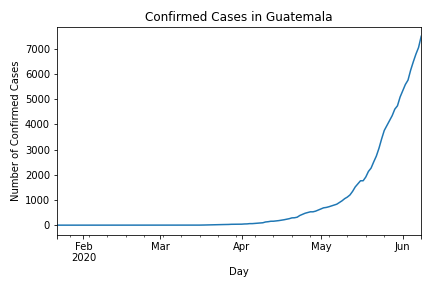 Confirmed Cases in Guatemala
Number of Confirmed Cases
7000
6000
5000
4000
3000
2000
1000
0
Feb Mar Apr May Jun
2020
Day